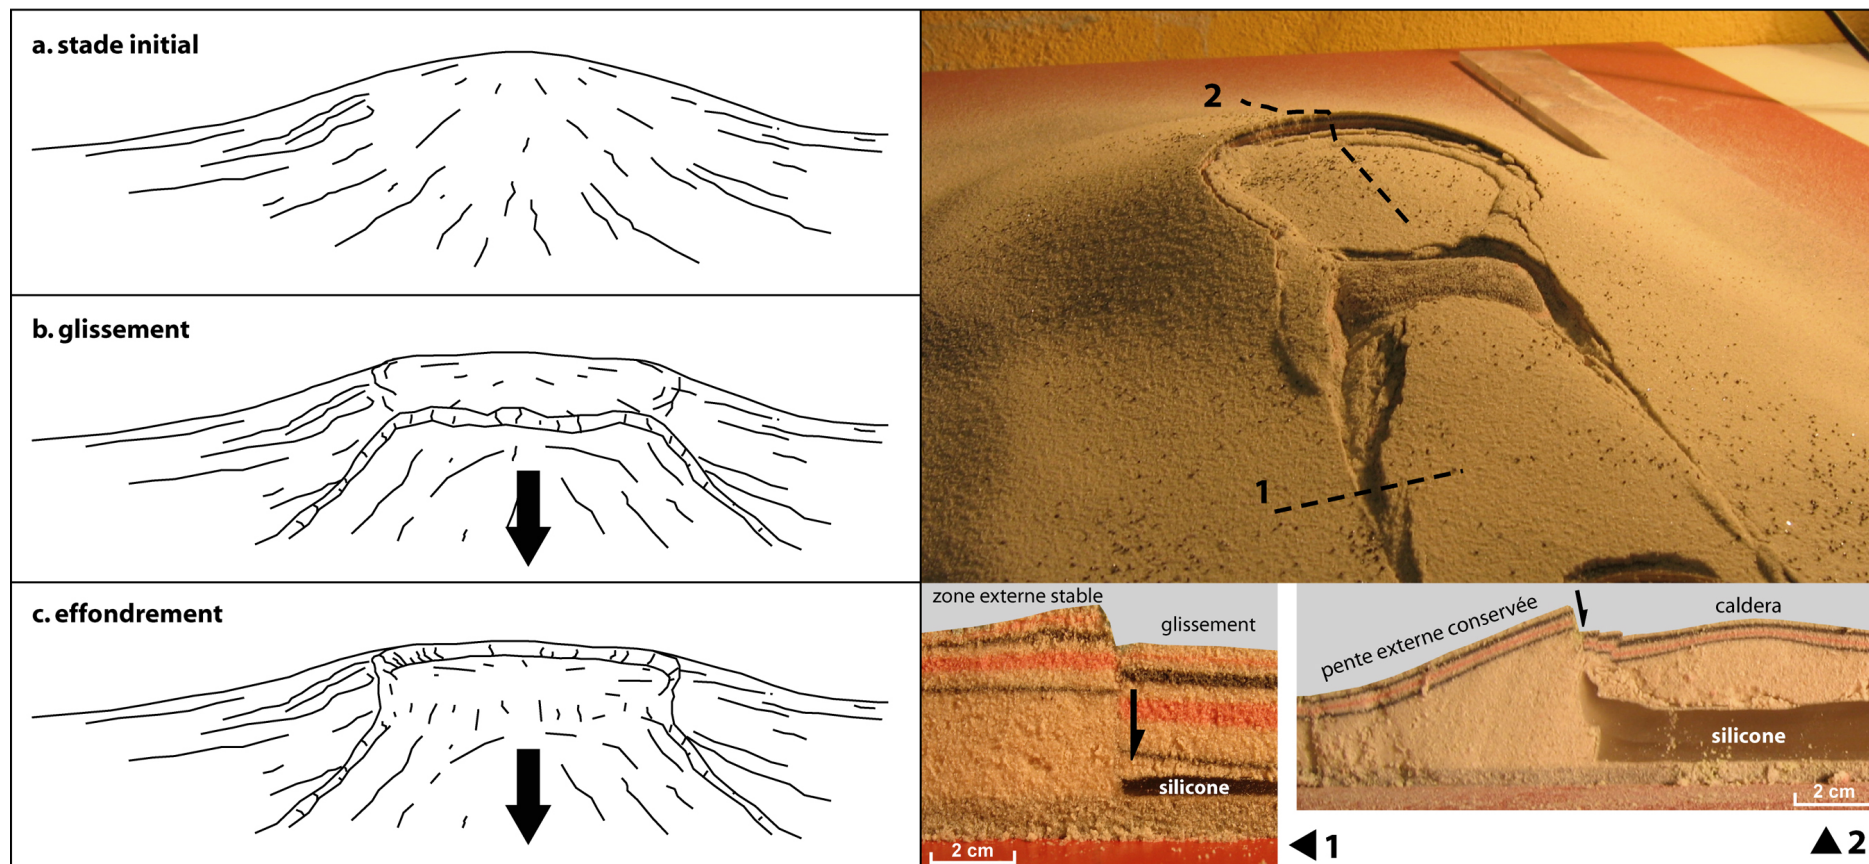 a. stade initial
b. glissement
c. effondrement
2
1
zone externe stable
glissement
silicone
2 cm
pente externe conservée
caldera
silicone
2 cm
◄1
▲2